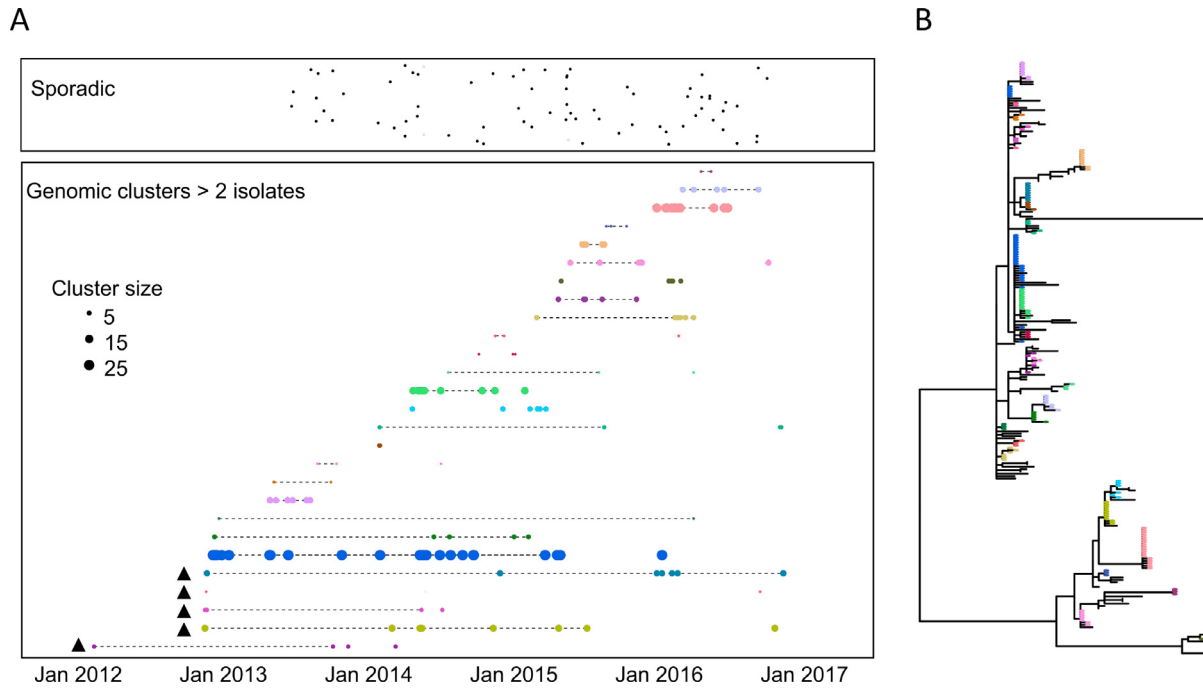 A
B
Sporadic
Genomic clusters > 2 isolates
Cluster size
5
15
25
Jan 2012 Jan 2013 Jan 2014 Jan 2015 Jan 2016 Jan 2017